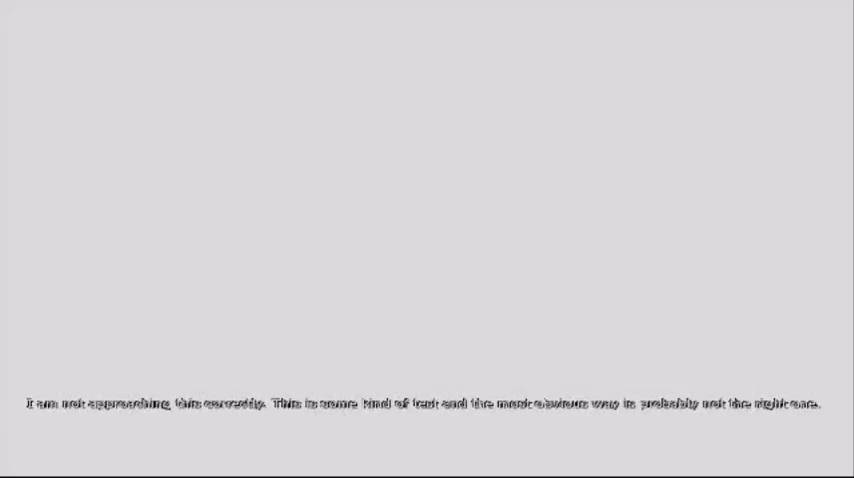 I am not approaching this correctly. This is some kind of test and the most obvious way is probably not the right one.